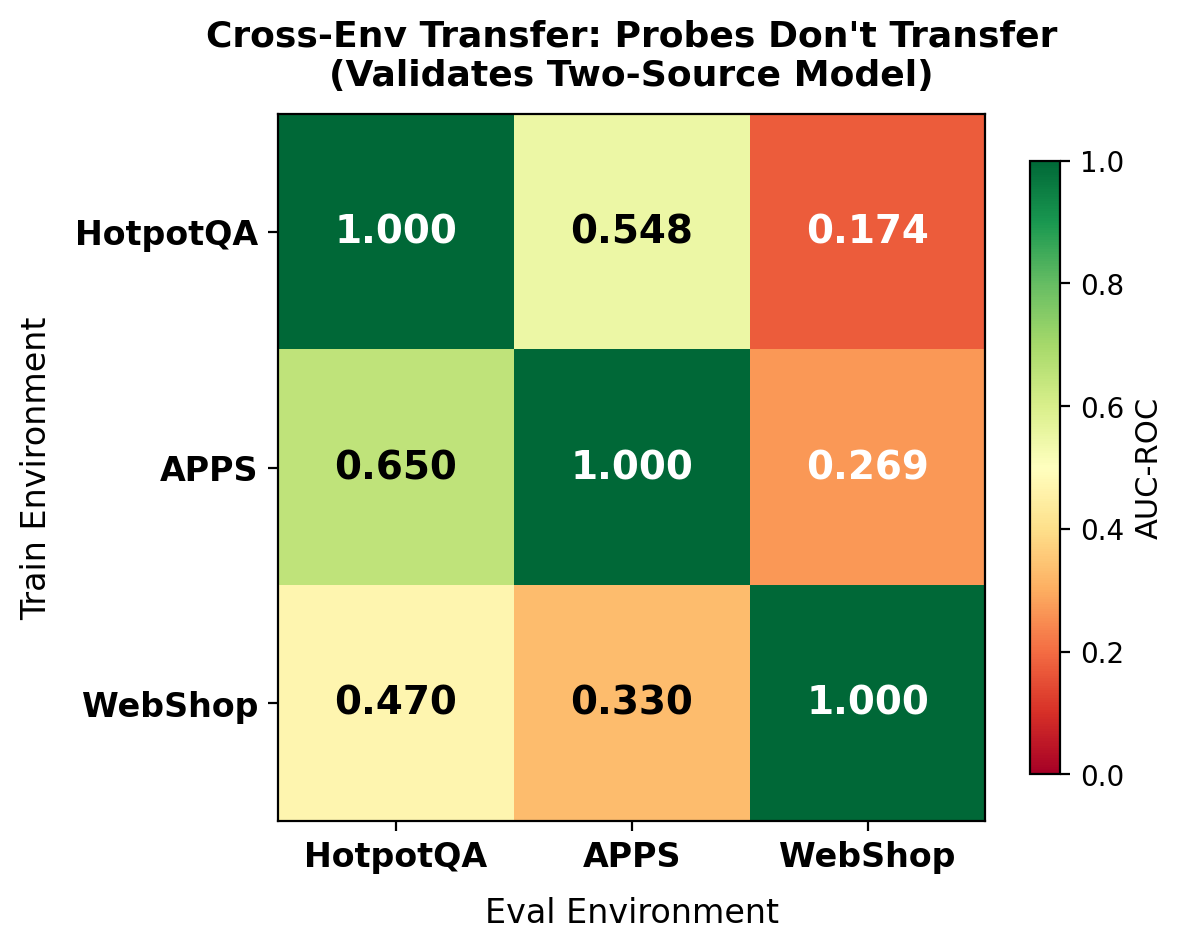 Cross-Env Transfer: Probes Don't Transfer
(Validates Two-Source Model)
Train Environment
HotpotQA
1.000
0.548
0.174
APPS
0.650
1.000
0.269
WebShop
0.470
0.330
1.000
HotpotQA
APPS
WebShop
Eval Environment
1.0
0.8
0.6
0.4
0.2
0.0
AUC-ROC